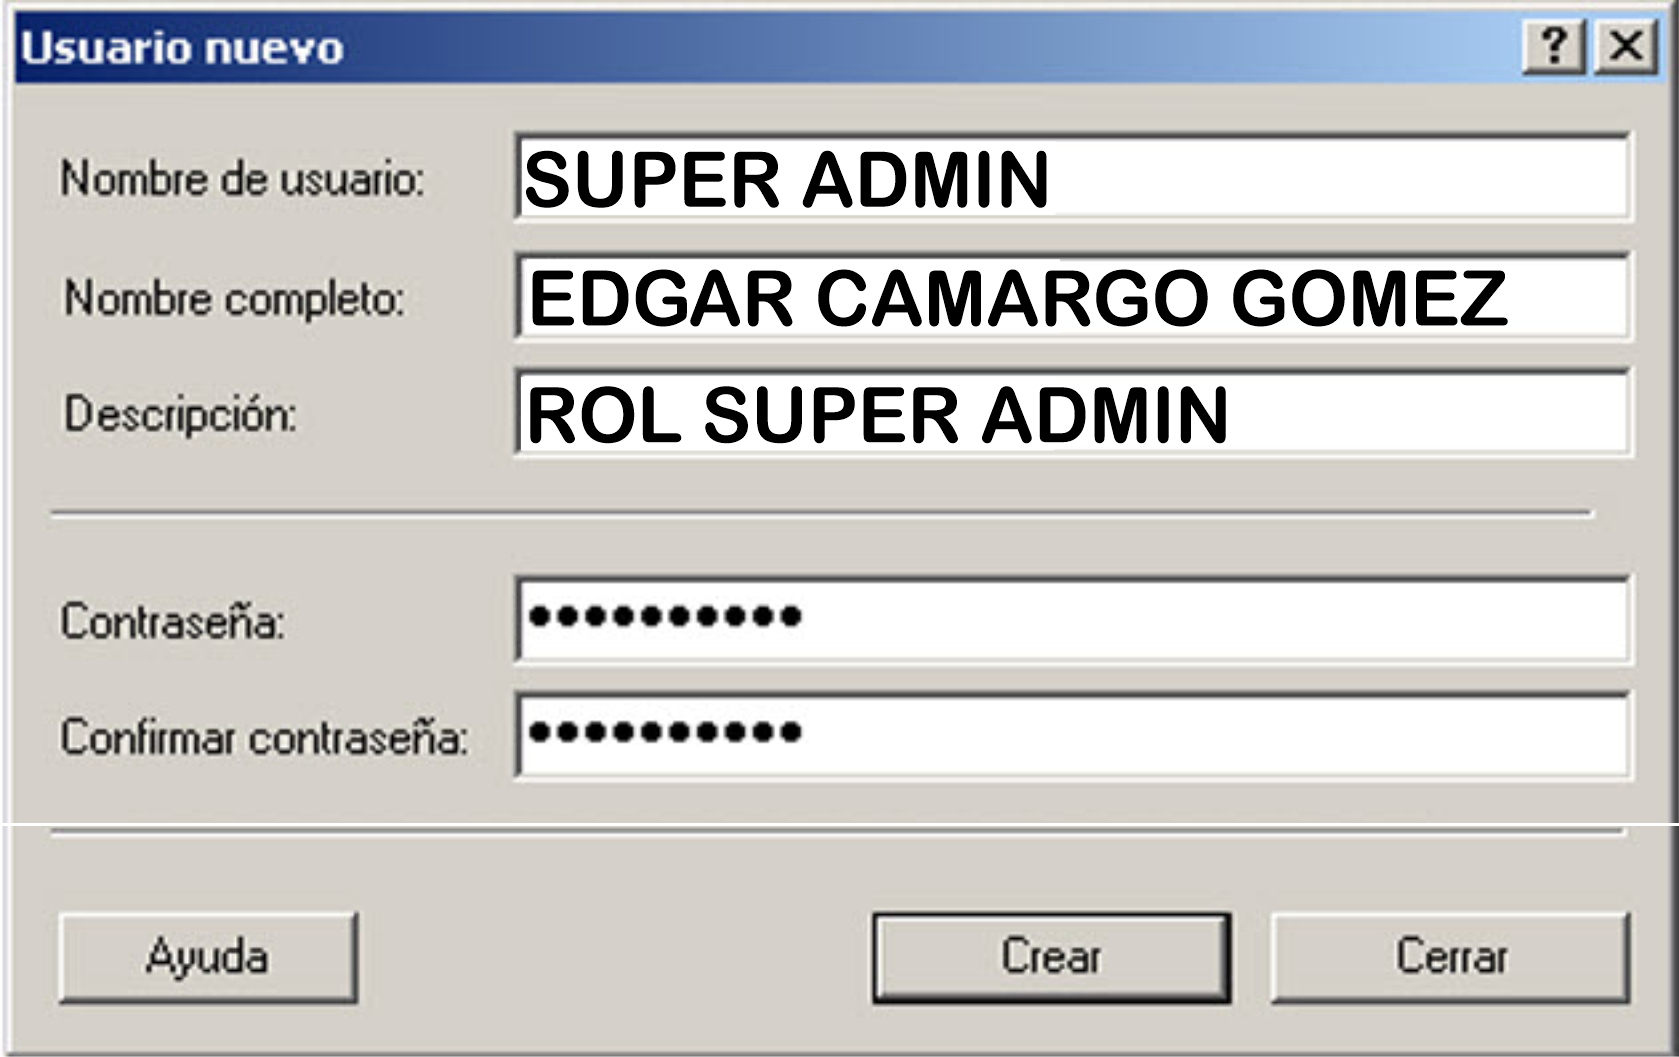 Usuario nuevo
Nombre de usuario: SUPER ADMIN
Nombre completo: EDGAR CAMARGO GOMEZ
Descripción: ROL SUPER ADMIN
Contraseña: ••••••••••
Confirmar contraseña: ••••••••••
Ayuda Crear Cerrar